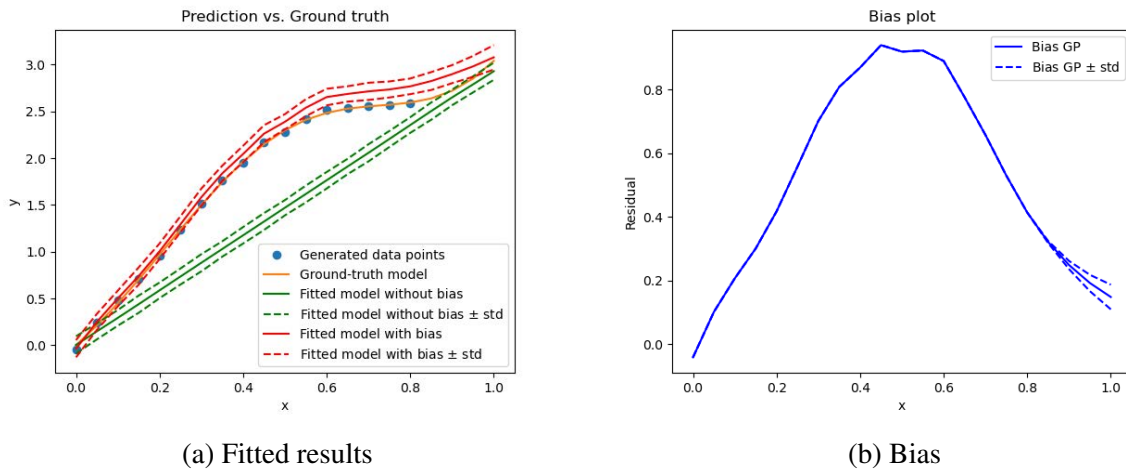 Prediction vs. Ground truth
y
3.0
2.5
2.0
1.5
1.0
0.5
0.0
Generated data points
Ground-truth model
Fitted model without bias
Fitted model without bias ± std
Fitted model with bias
Fitted model with bias ± std
0.0 0.2 0.4 0.6 0.8 1.0
x
(a) Fitted results
Bias plot
Residual
0.8
0.6
0.4
0.2
0.0
Bias GP
Bias GP ± std
0.0 0.2 0.4 0.6 0.8 1.0
x
(b) Bias